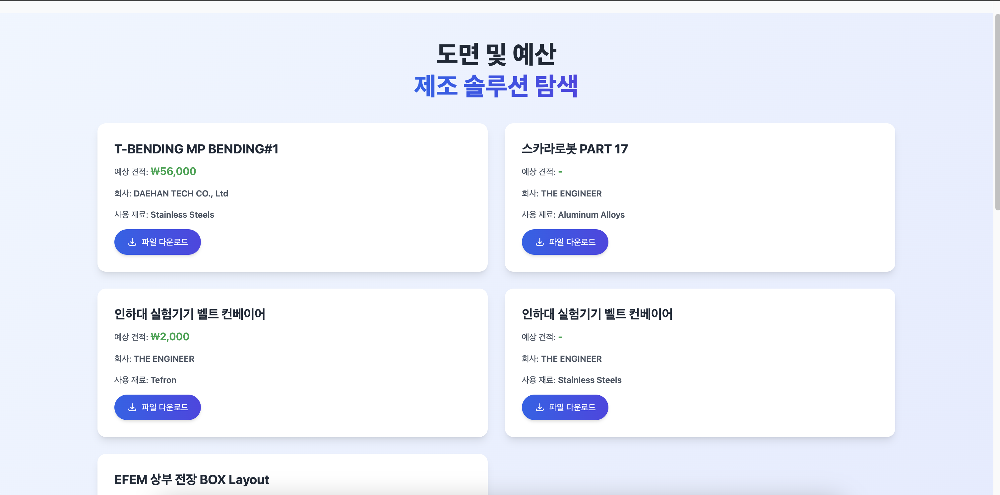 도면 및 예산
제조 솔루션 탐색
T-BENDING MP BENDING#1
예상 견적: ₩56,000
회사: DAEHAN TECH CO., Ltd
사용 재료: Stainless Steels
파일 다운로드
스카라로봇 PART 17
예상 견적: -
회사: THE ENGINEER
사용 재료: Aluminum Alloys
파일 다운로드
인하대 실험기기 벨트 컨베이어
예상 견적: ₩2,000
회사: THE ENGINEER
사용 재료: Tefron
파일 다운로드
인하대 실험기기 벨트 컨베이어
예상 견적: -
회사: THE ENGINEER
사용 재료: Stainless Steels
파일 다운로드
EFEM 상부 전장 BOX Layout